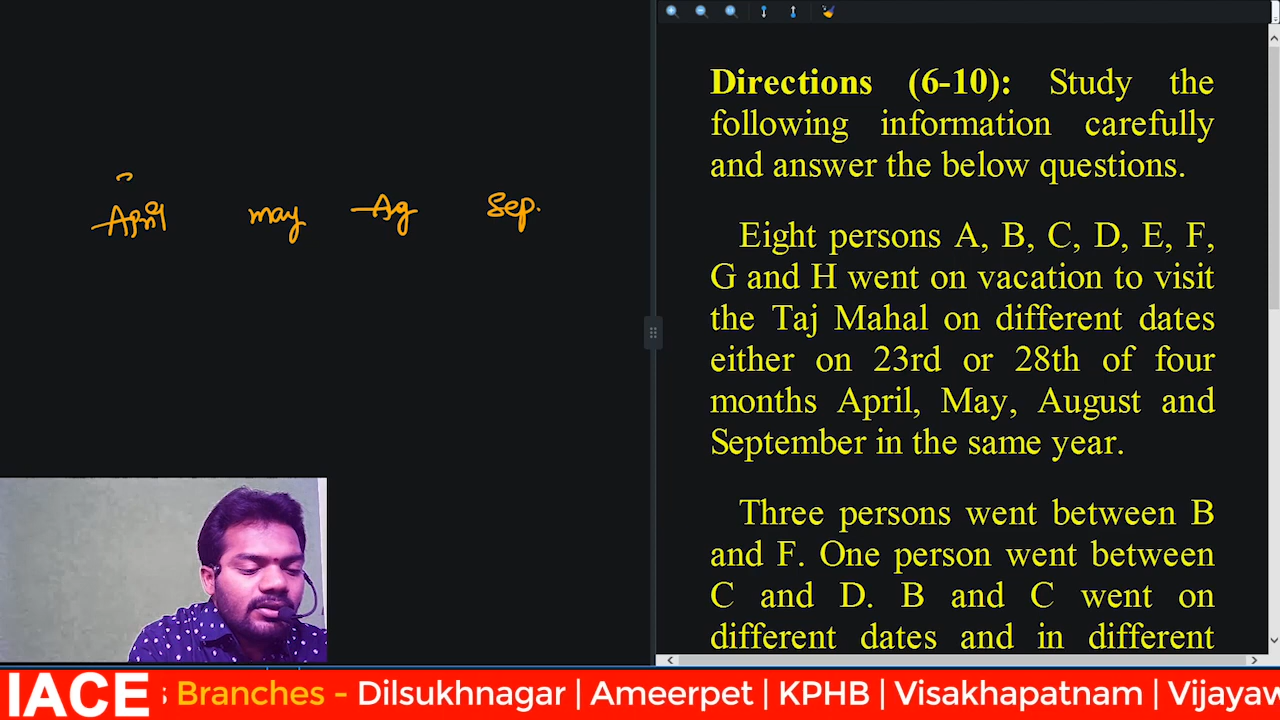 Directions (6-10): Study the
following information carefully
and answer the below questions.
Eight persons A, B, C, D, E, F,
G and H went on vacation to visit
the Taj Mahal on different dates
either on 23rd or 28th of four
months April, May, August and
September in the same year.
Three persons went between B
and F. One person went between
C and D. B and C went on
different dates and in different
April may Ag Sep.
IACE
s Branches - Dilsukhnagar | Ameerpet | KPHB | Visakhapatnam | Vijayaw